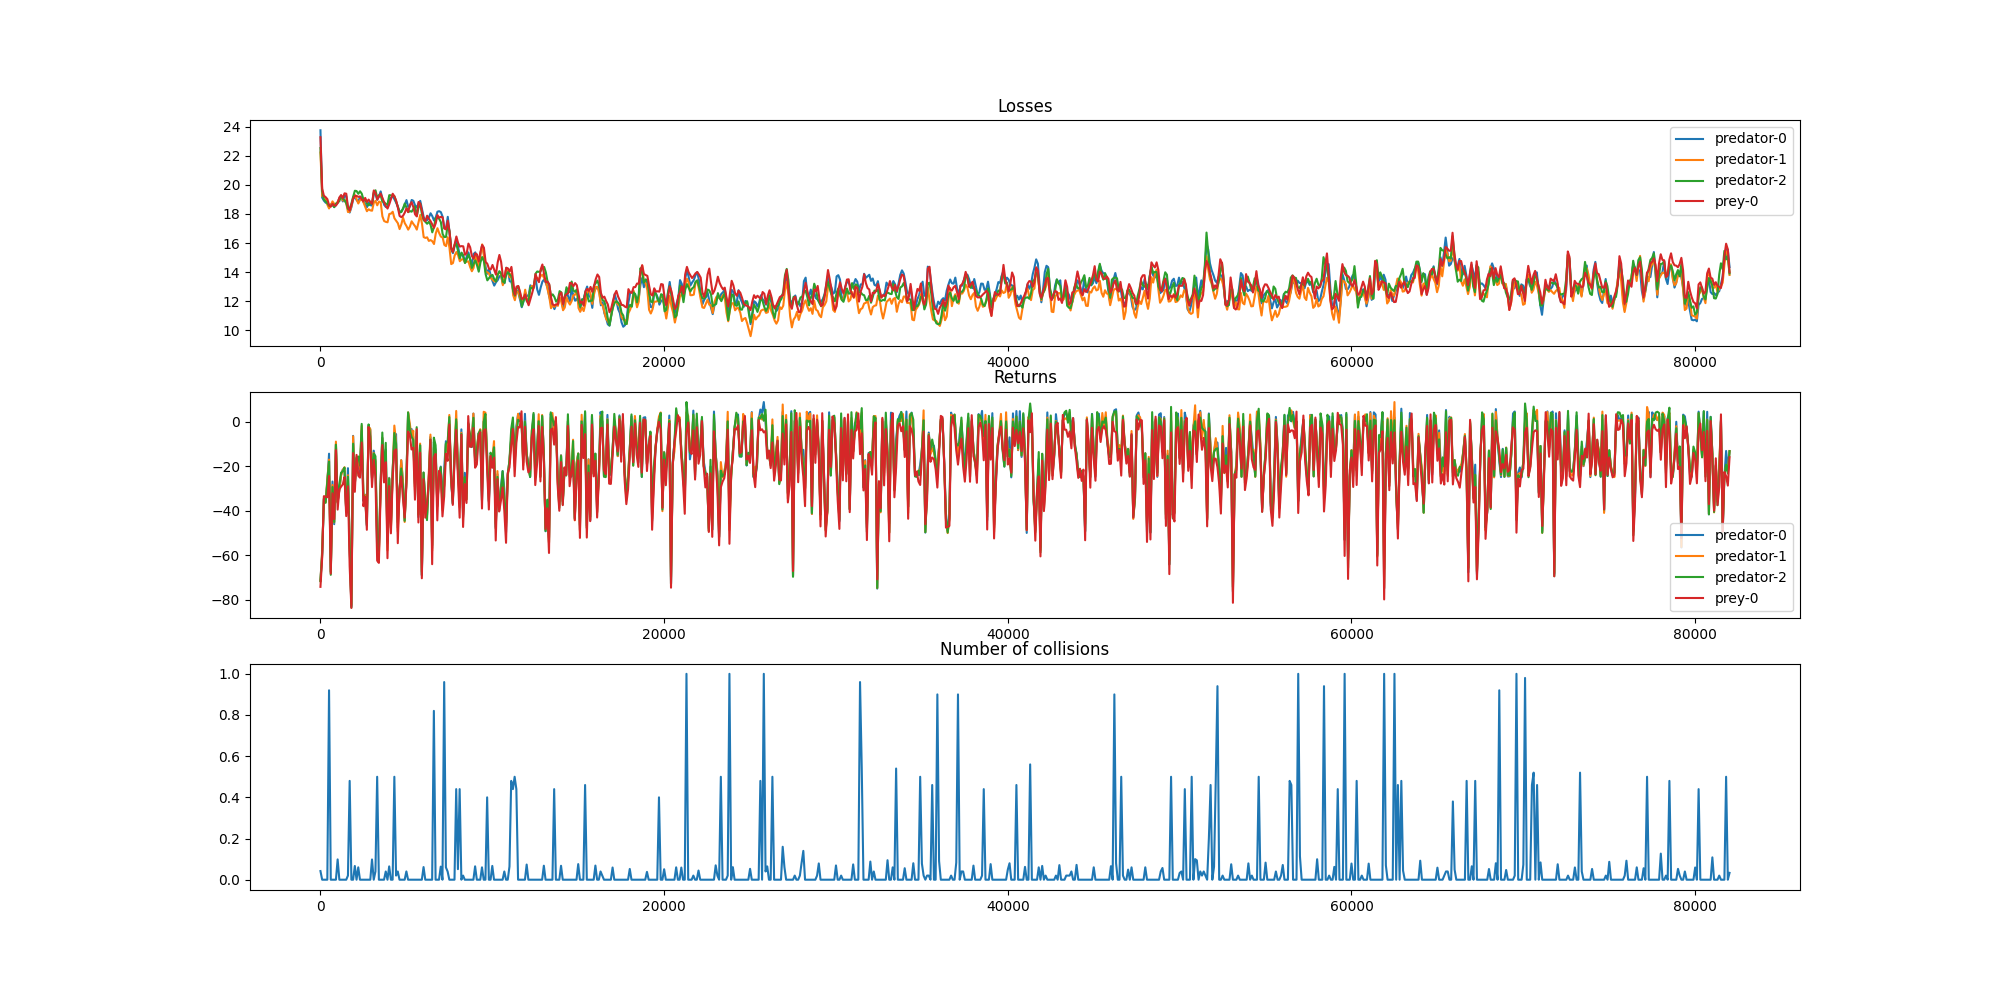 Losses
24
22
20
18
16
14
12
10
predator-0
predator-1
predator-2
prey-0
0 20000 40000 60000 80000
Returns
0
−20
−40
−60
−80
predator-0
predator-1
predator-2
prey-0
0 20000 40000 60000 80000
Number of collisions
1.0
0.8
0.6
0.4
0.2
0.0
0 20000 40000 60000 80000